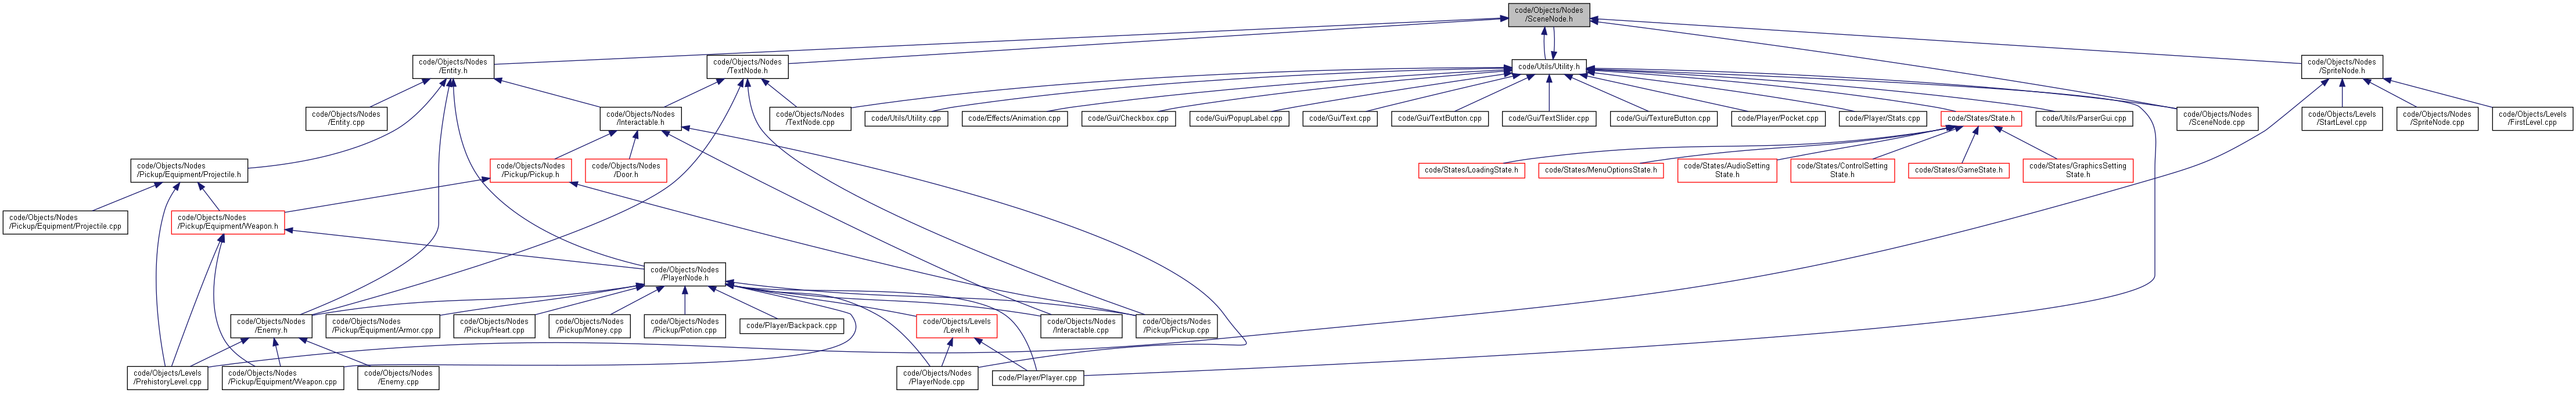 code/Objects/Nodes
/SceneNode.h
code/Objects/Nodes
/Entity.h
code/Objects/Nodes
/TextNode.h
code/Utils/Utility.h
code/Objects/Nodes
/SpriteNode.h
code/Objects/Nodes
/Entity.cpp
code/Objects/Nodes
/Interactable.h
code/Objects/Nodes
/TextNode.cpp
code/Utils/Utility.cpp
code/Effects/Animation.cpp
code/Gui/Checkbox.cpp
code/Gui/PopupLabel.cpp
code/Gui/Text.cpp
code/Gui/TextButton.cpp
code/Gui/TextSlider.cpp
code/Gui/TextureButton.cpp
code/Player/Pocket.cpp
code/Player/Stats.cpp
code/States/State.h
code/Utils/ParserGui.cpp
code/Objects/Nodes
/SceneNode.cpp
code/Objects/Levels
/StartLevel.cpp
code/Objects/Nodes
/SpriteNode.cpp
code/Objects/Levels
/FirstLevel.cpp
code/Objects/Nodes
/Pickup/Equipment/Projectile.h
code/Objects/Nodes
/Pickup/Pickup.h
code/Objects/Nodes
/Door.h
code/States/LoadingState.h
code/States/MenuOptionsState.h
code/States/AudioSetting
State.h
code/States/ControlSetting
State.h
code/States/GameState.h
code/States/GraphicsSetting
State.h
code/Objects/Nodes
/Pickup/Equipment/Projectile.cpp
code/Objects/Nodes
/Pickup/Equipment/Weapon.h
code/Objects/Nodes
/PlayerNode.h
code/Objects/Nodes
/Enemy.h
code/Objects/Nodes
/Pickup/Equipment/Armor.cpp
code/Objects/Nodes
/Pickup/Heart.cpp
code/Objects/Nodes
/Pickup/Money.cpp
code/Objects/Nodes
/Pickup/Potion.cpp
code/Player/Backpack.cpp
code/Objects/Levels
/Level.h
code/Objects/Nodes
/Interactable.cpp
code/Objects/Nodes
/Pickup/Pickup.cpp
code/Objects/Levels
/PrehistoryLevel.cpp
code/Objects/Nodes
/Pickup/Equipment/Weapon.cpp
code/Objects/Nodes
/Enemy.cpp
code/Objects/Nodes
/PlayerNode.cpp
code/Player/Player.cpp